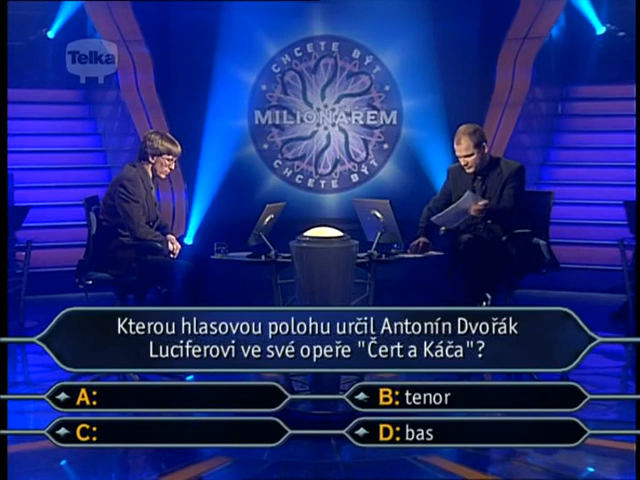 Telka
CHCETE BÝT
MILIONÁŘEM
CHCETE BÝT
Kterou hlasovou polohu určil Antonín Dvořák
Luciferovi ve své opeře "Čert a Káča"?
A:
B: tenor
C:
D: bas